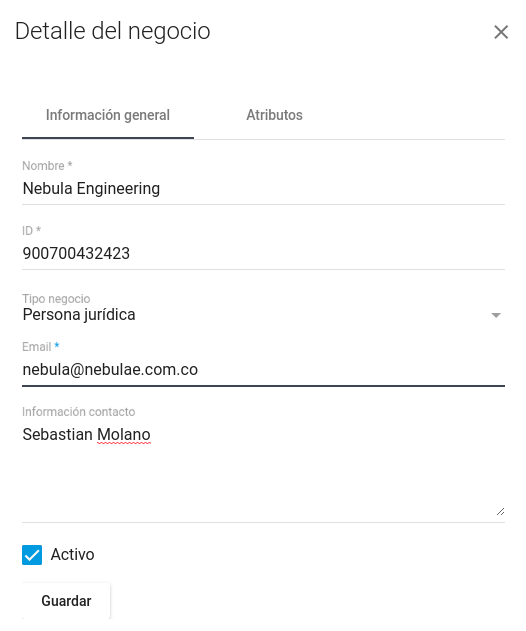 Detalle del negocio
Información general Atributos
Nombre *
Nebula Engineering
ID *
900700432423
Tipo negocio
Persona jurídica
Email *
nebula@nebulae.com.co
Información contacto
Sebastian Molano
Activo
Guardar